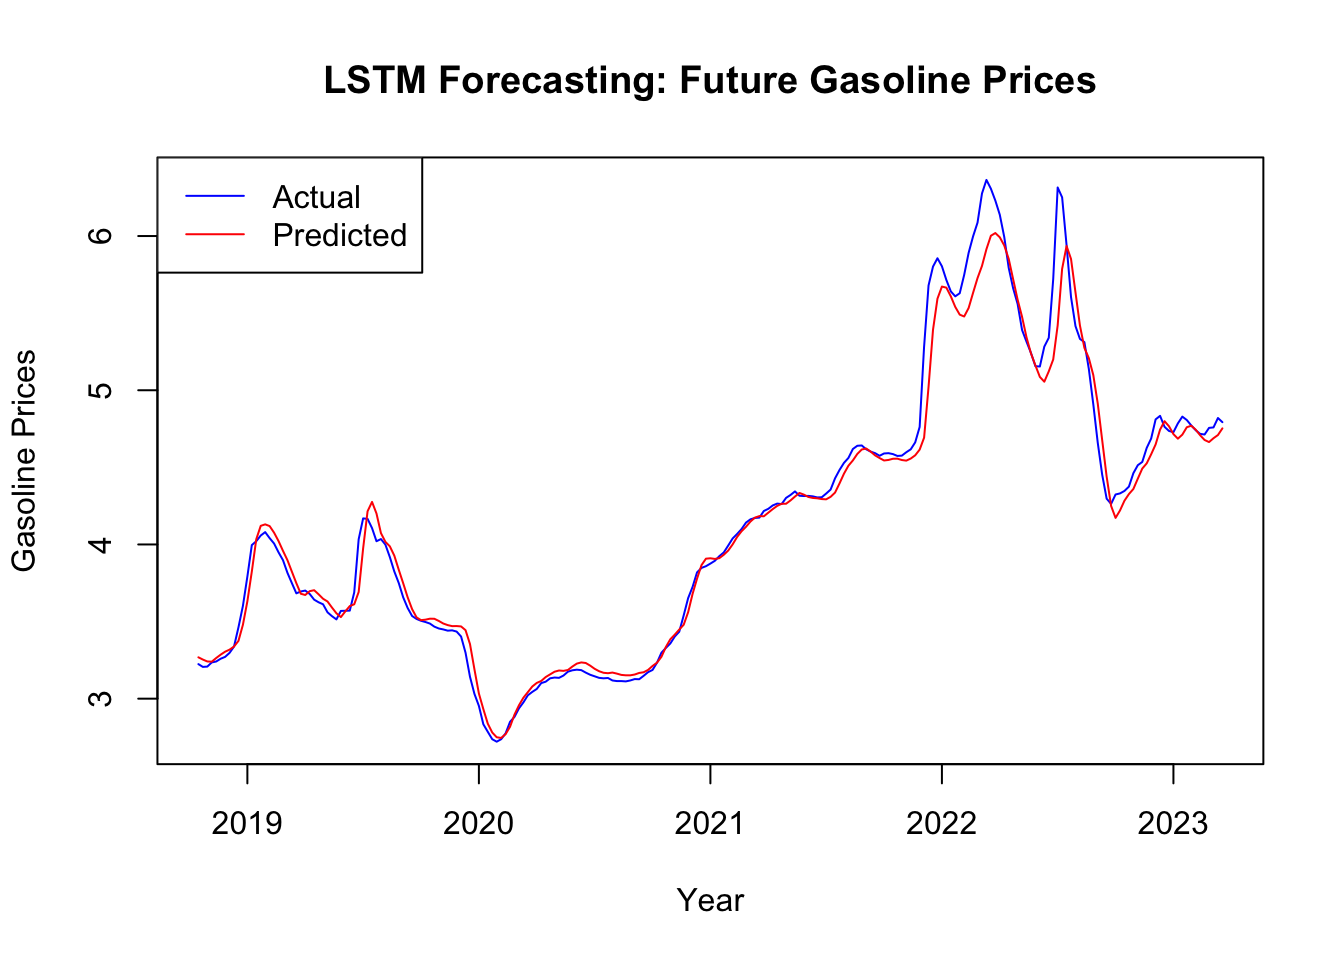 LSTM Forecasting: Future Gasoline Prices
Actual
Predicted
Gasoline Prices
6
5
4
3
2019 2020 2021 2022 2023
Year